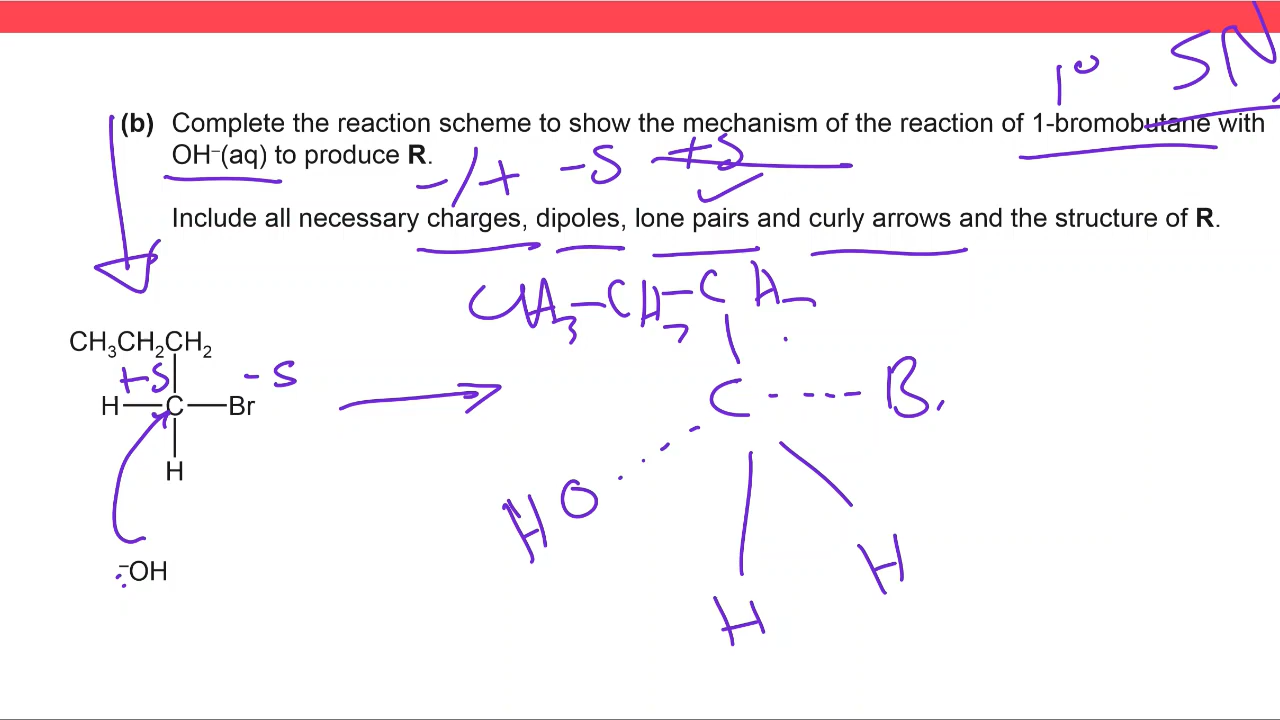 1° SN
(b) Complete the reaction scheme to show the mechanism of the reaction of 1-bromobutane with
OH⁻(aq) to produce R.
-/+ -S +S
Include all necessary charges, dipoles, lone pairs and curly arrows and the structure of R.
CH₃-CH₂-CH₂
CH₃CH₂CH₂
+S -S
H—C—Br
C Br
H
HO
⁻OH
H
H